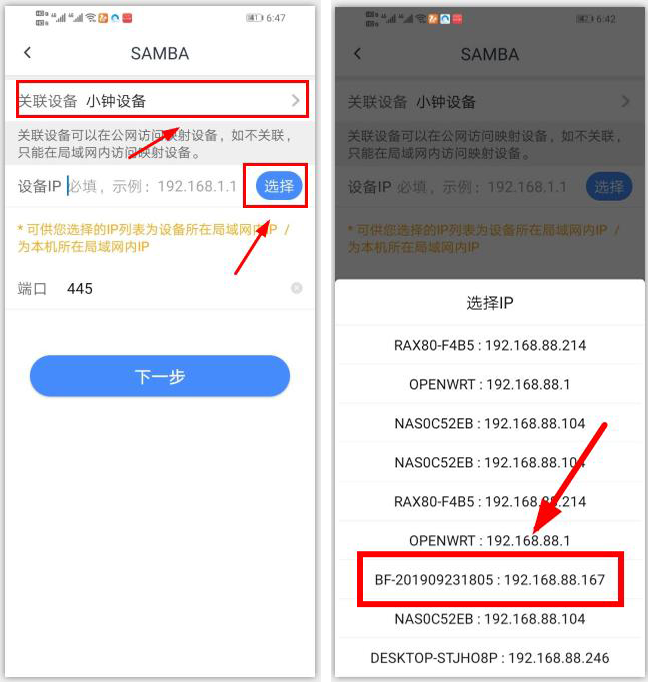 6:47
SAMBA
关联设备 小钟设备
关联设备可以在公网访问映射设备，如不关联，
只能在局域网内访问映射设备。
设备IP 必填，示例：192.168.1.1 选择
* 可供您选择的IP列表为设备所在局域网内IP /
为本机所在局域网内IP
端口 445
下一步
6:42
SAMBA
关联设备 小钟设备
关联设备可以在公网访问映射设备，如不关联，
只能在局域网内访问映射设备。
设备IP 必填，示例：192.168.1.1 选择
* 可供您选择的IP列表为设备所在局域网内IP /
为本机所在局域网内IP
选择IP
RAX80-F4B5 : 192.168.88.214
OPENWRT : 192.168.88.1
NAS0C52EB : 192.168.88.104
NAS0C52EB : 192.168.88.104
RAX80-F4B5 : 192.168.88.214
OPENWRT : 192.168.88.1
BF-201909231805 : 192.168.88.167
NAS0C52EB : 192.168.88.104
DESKTOP-STJHO8P : 192.168.88.246